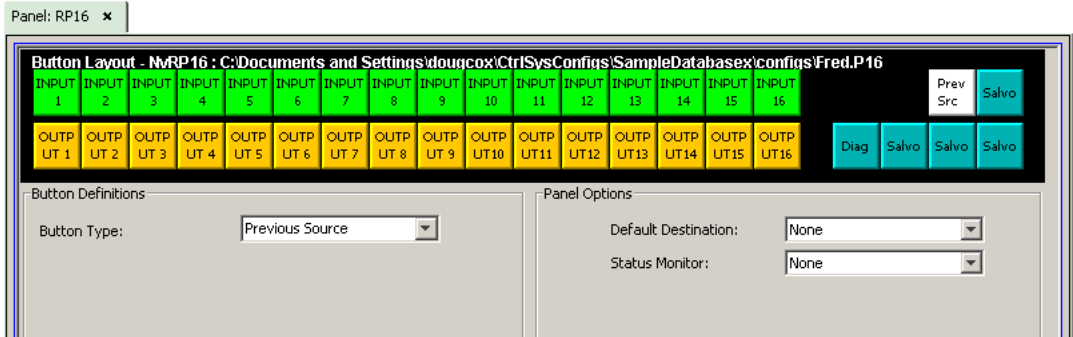 Panel: RP16 ×
Button Layout - NVRP16 : C:\Documents and Settings\dougcox\CtrlSysConfigs\SampleDatabasex\configs\Fred.P16
INPUT INPUT INPUT INPUT INPUT INPUT INPUT INPUT INPUT INPUT INPUT INPUT INPUT INPUT INPUT INPUT Prev Salvo
1 2 3 4 5 6 7 8 9 10 11 12 13 14 15 16 Src
OUTP OUTP OUTP OUTP OUTP OUTP OUTP OUTP OUTP OUTP OUTP OUTP OUTP OUTP OUTP OUTP Diag Salvo Salvo Salvo
UT 1 UT 2 UT 3 UT 4 UT 5 UT 6 UT 7 UT 8 UT 9 UT10 UT11 UT12 UT13 UT14 UT15 UT16
Button Definitions Panel Options
Button Type: Previous Source Default Destination: None
Status Monitor: None